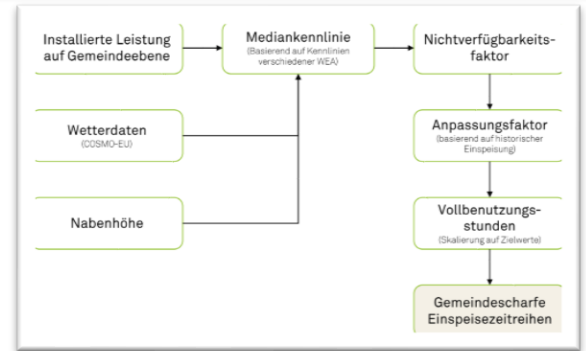 Installierte Leistung
auf Gemeindeebene
Mediankennlinie
(Basierend auf Kennlinien
verschiedener WEA)
Nichtverfügbarkeits-
faktor
Wetterdaten
(COSMO-EU)
Anpassungsfaktor
(basierend auf historischer
Einspeisung)
Nabenhöhe
Vollbenutzungs-
stunden
(Skalierung auf Zielwerte)
Gemeindescharfe
Einspeisezeitreihen